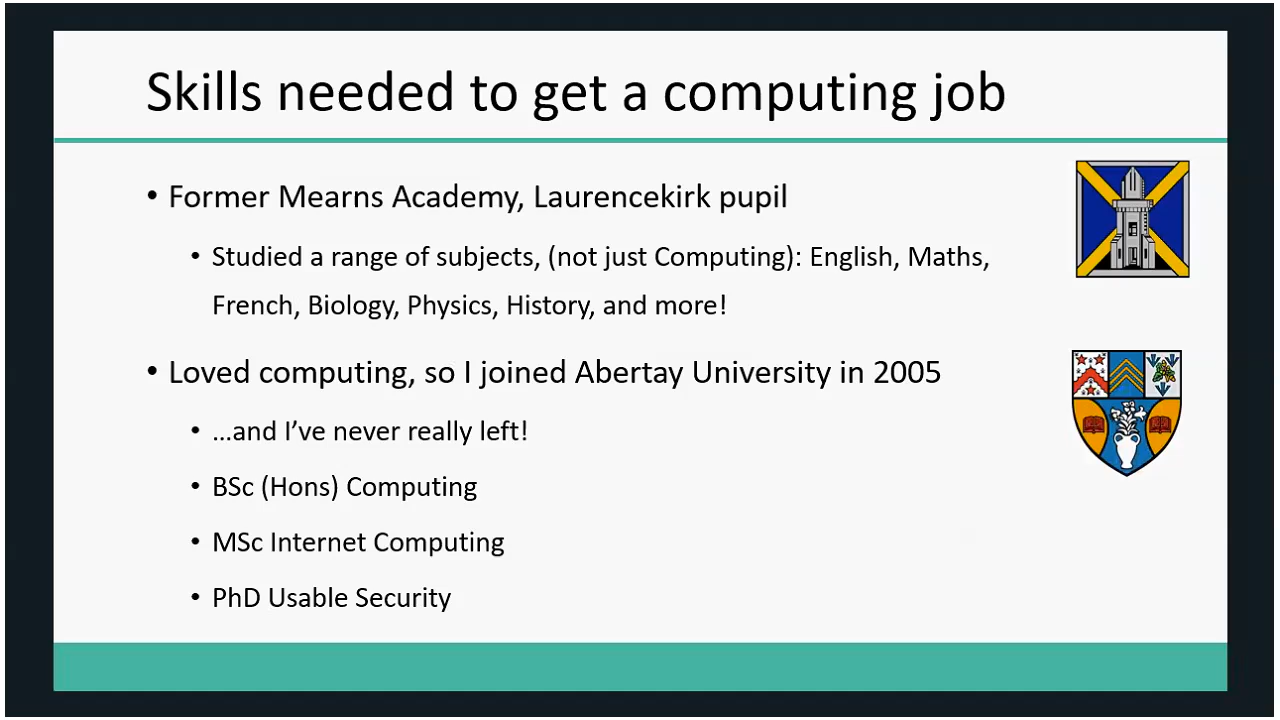 Skills needed to get a computing job
• Former Mearns Academy, Laurencekirk pupil
• Studied a range of subjects, (not just Computing): English, Maths,
French, Biology, Physics, History, and more!
• Loved computing, so I joined Abertay University in 2005
• …and I’ve never really left!
• BSc (Hons) Computing
• MSc Internet Computing
• PhD Usable Security